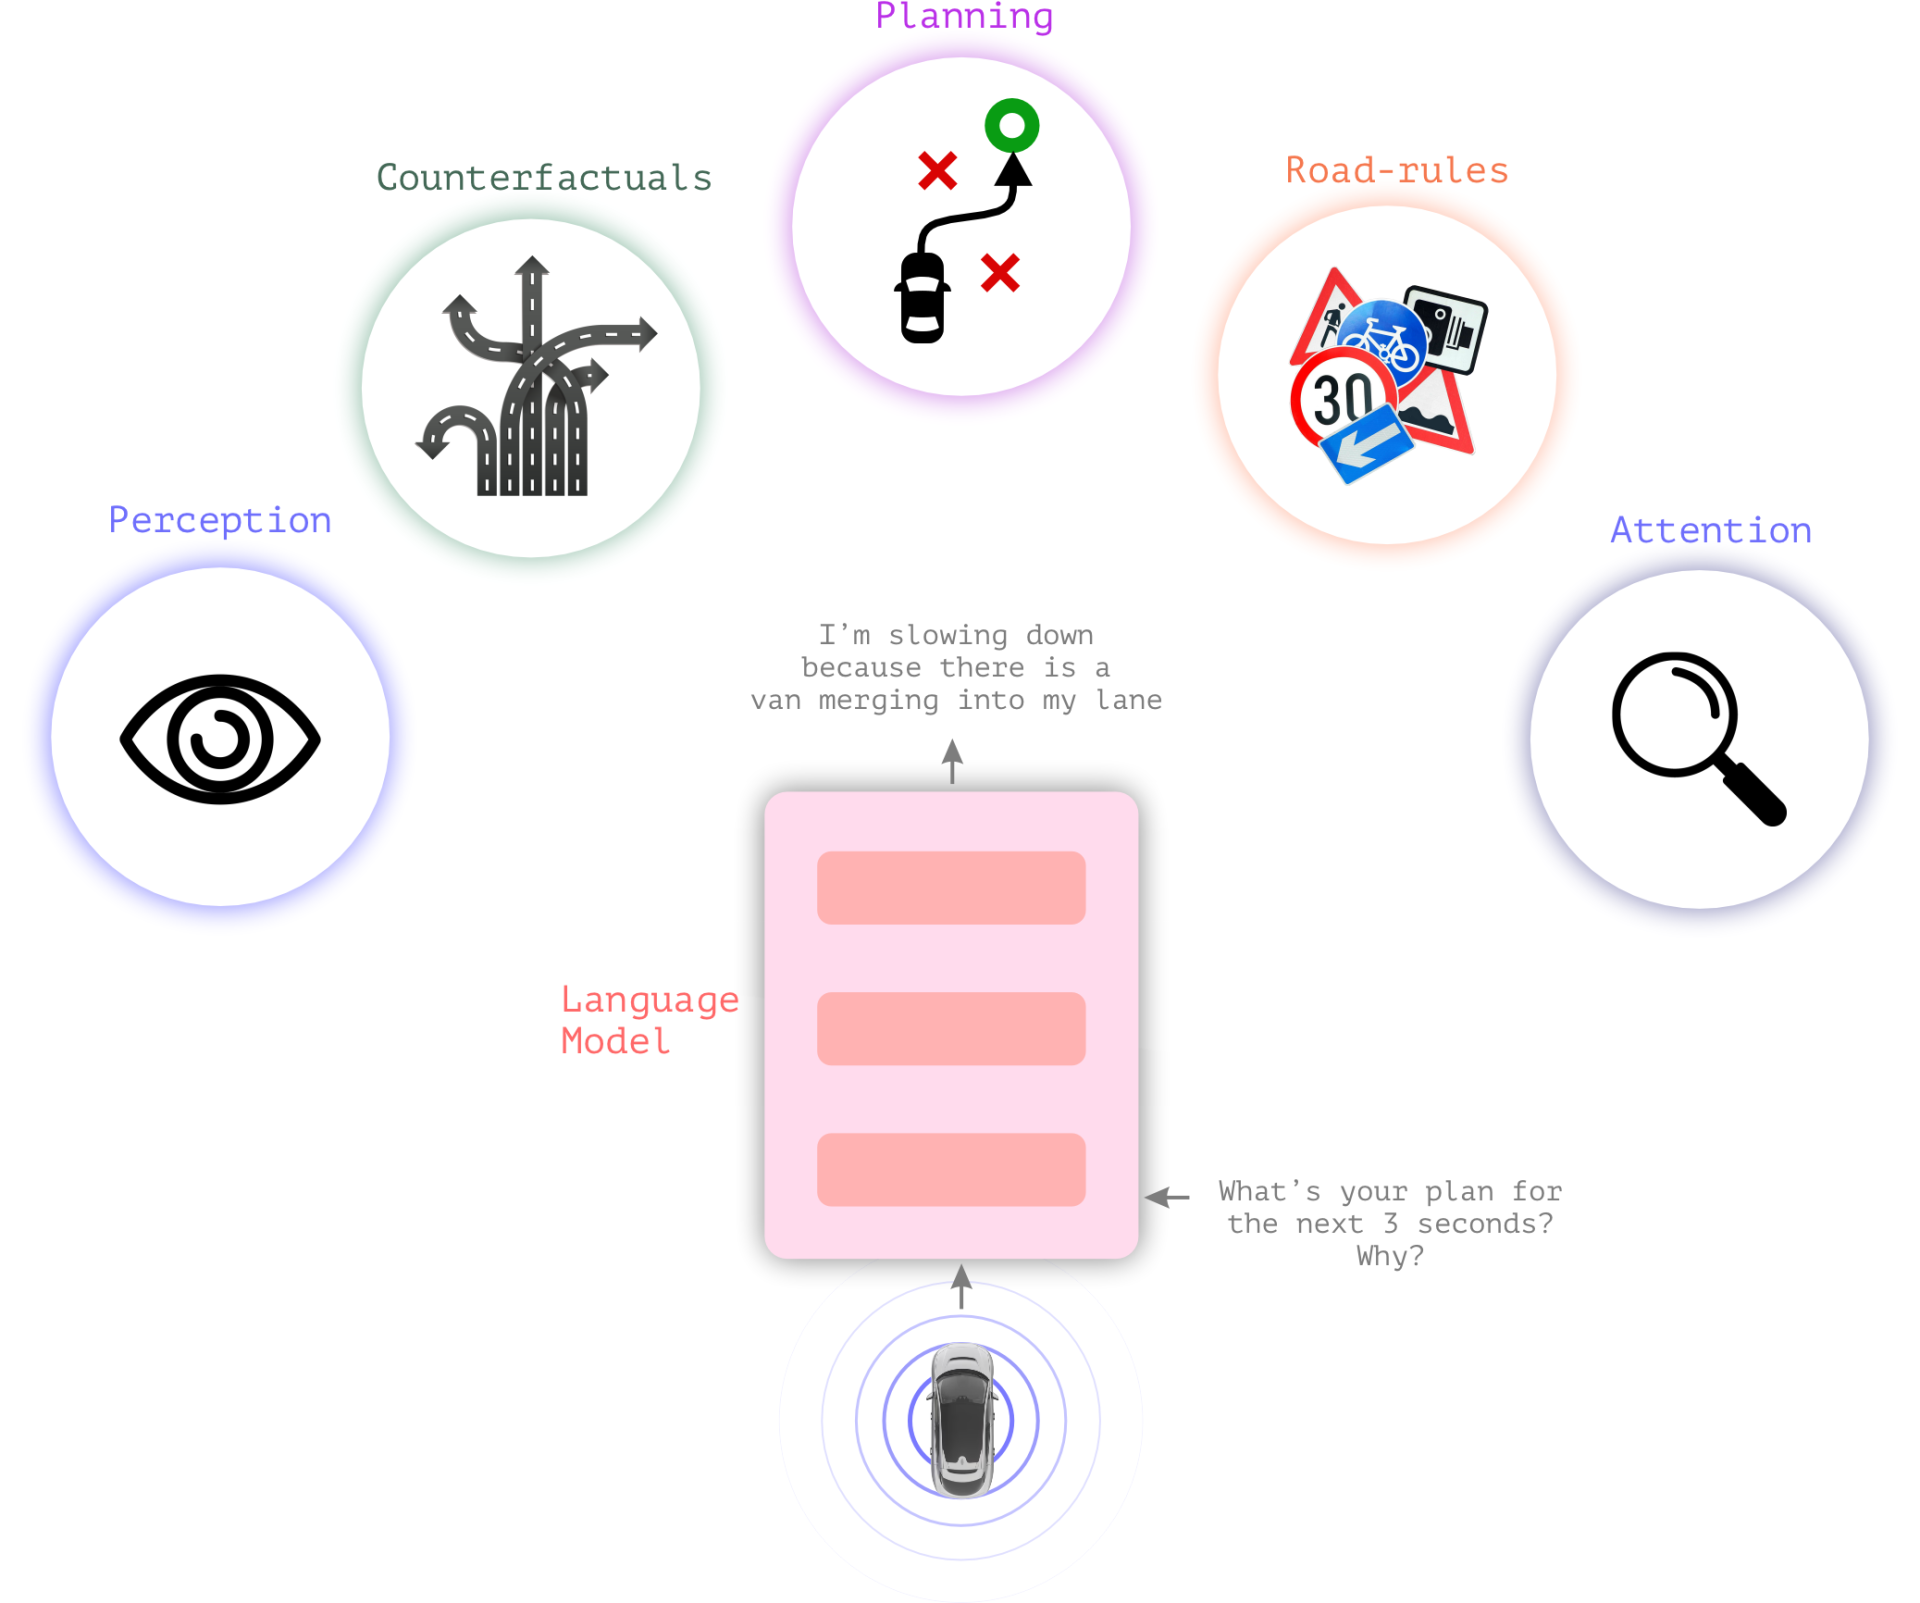 Planning
Counterfactuals
Road-rules
30
Perception
Attention
I’m slowing down
because there is a
van merging into my lane
Language
Model
What’s your plan for
the next 3 seconds?
Why?